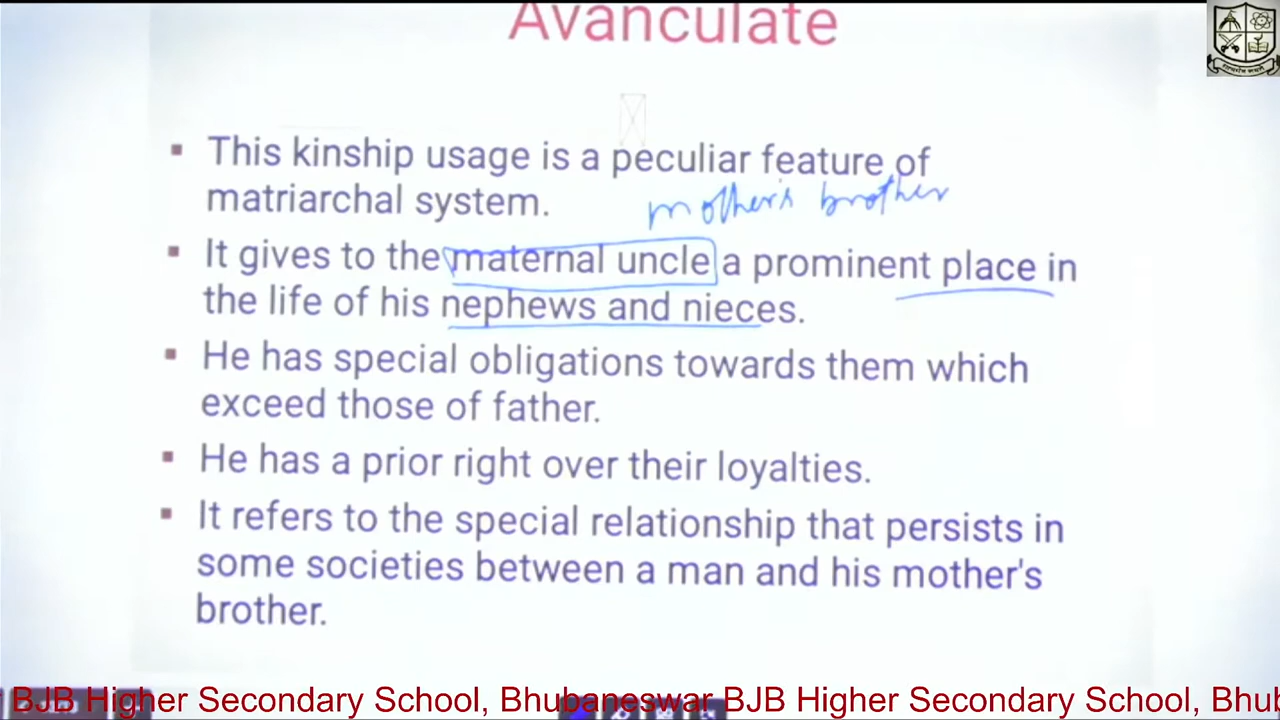 Avanculate
▪ This kinship usage is a peculiar feature of
matriarchal system.
mother's brother
▪ It gives to the maternal uncle a prominent place in
the life of his nephews and nieces.
▪ He has special obligations towards them which
exceed those of father.
▪ He has a prior right over their loyalties.
▪ It refers to the special relationship that persists in
some societies between a man and his mother's
brother.
BJB Higher Secondary School, Bhubaneswar BJB Higher Secondary School, Bhub